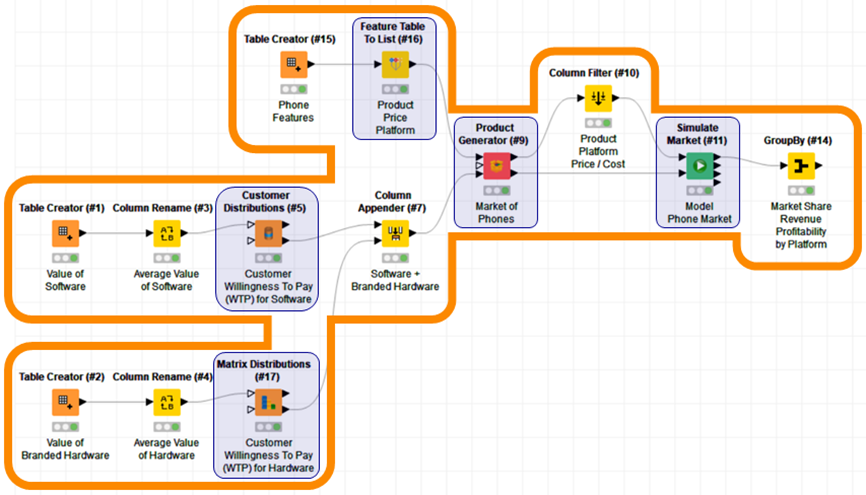 Table Creator (#15)
Phone
Features
Feature Table
To List (#16)
Product
Price
Platform
Column Filter (#10)
Product
Platform
Price / Cost
Product
Generator (#9)
Market of
Phones
Simulate
Market (#11)
Model
Phone Market
GroupBy (#14)
Market Share
Revenue
Profitability
by Platform
Table Creator (#1)
Value of
Software
Column Rename (#3)
Average Value
of Software
Customer
Distributions (#5)
Customer
Willingness To Pay
(WTP) for Software
Column
Appender (#7)
Software +
Branded Hardware
Table Creator (#2)
Value of
Branded Hardware
Column Rename (#4)
Average Value
of Hardware
Matrix Distributions
(#17)
Customer
Willingness To Pay
(WTP) for Hardware